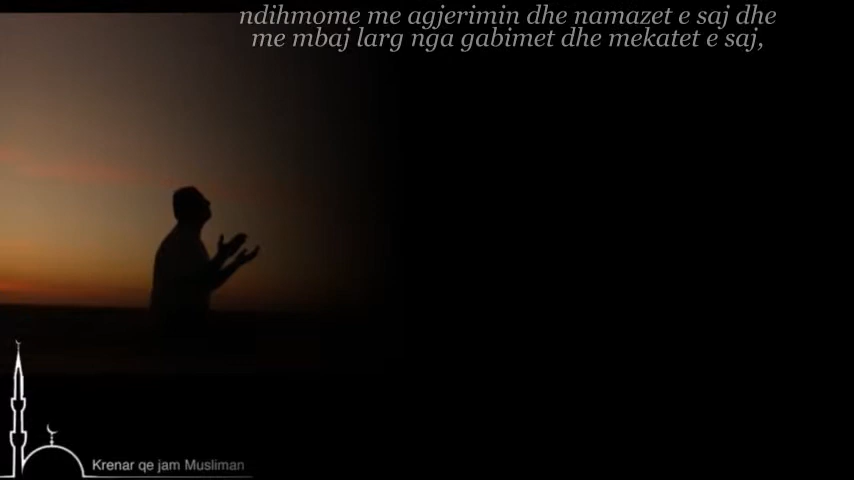 ndihmome me agjerimin dhe namazet e saj dhe
me mbaj larg nga gabimet dhe mekatet e saj,
Krenar qe jam Musliman